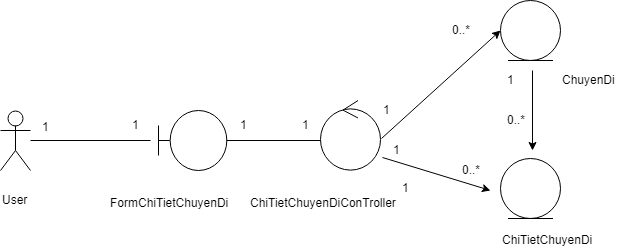 0..*
1
ChuyenDi
1
1
1
1
1
0..*
1
0..*
1
User
FormChiTietChuyenDi
ChiTietChuyenDiConTroller
ChiTietChuyenDi